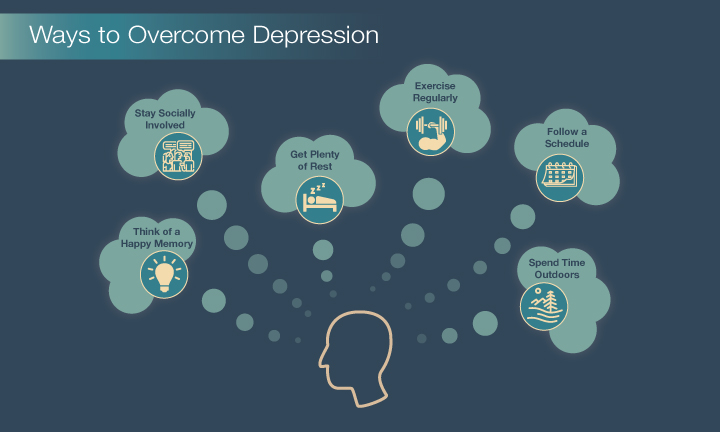 Ways to Overcome Depression
Stay Socially
Involved
Get Plenty
of Rest
Exercise
Regularly
Follow a
Schedule
Think of a
Happy Memory
Spend Time
Outdoors